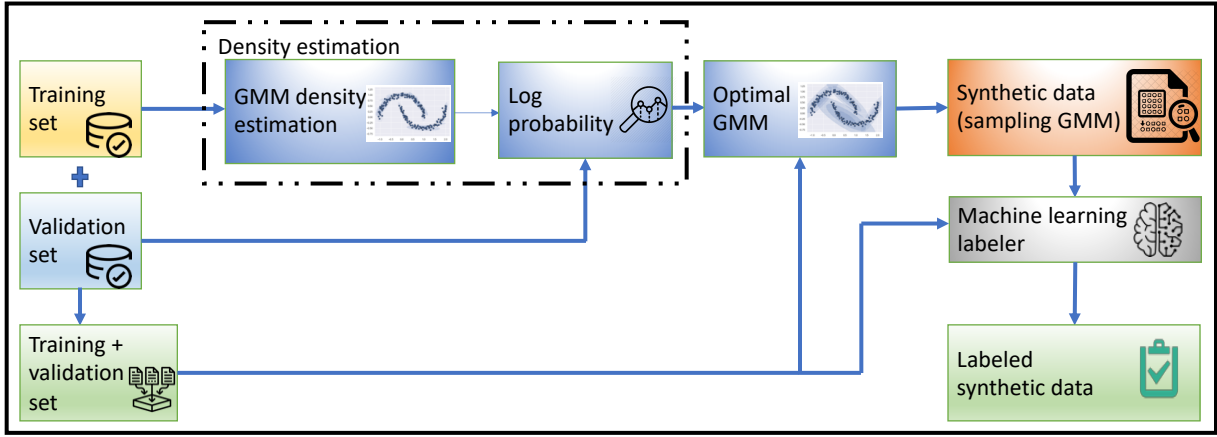 Density estimation
Training
set
GMM density
estimation
Log
probability
Optimal
GMM
Synthetic data
(sampling GMM)
Validation
set
Machine learning
labeler
Training +
validation
set
Labeled
synthetic data